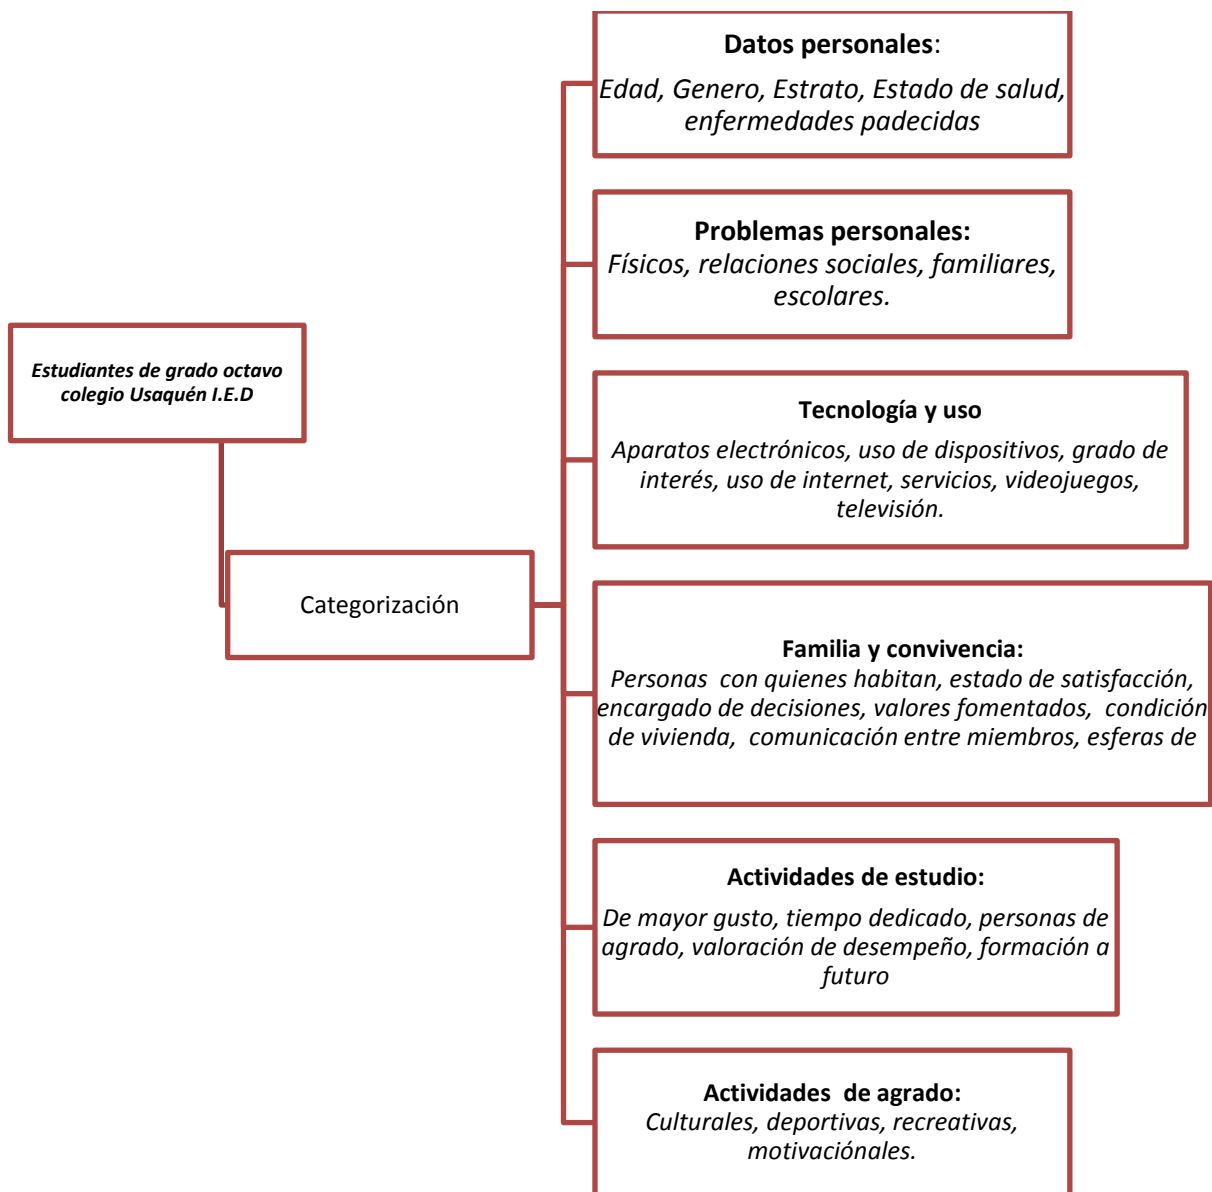 Datos personales:
Edad, Genero, Estrato, Estado de salud,
enfermedades padecidas
Problemas personales:
Físicos, relaciones sociales, familiares,
escolares.
Estudiantes de grado octavo
colegio Usaquén I.E.D
Tecnología y uso
Aparatos electrónicos, uso de dispositivos, grado de
interés, uso de internet, servicios, videojuegos,
televisión.
Categorización
Familia y convivencia:
Personas con quienes habitan, estado de satisfacción,
encargado de decisiones, valores fomentados, condición
de vivienda, comunicación entre miembros, esferas de
Actividades de estudio:
De mayor gusto, tiempo dedicado, personas de
agrado, valoración de desempeño, formación a
futuro
Actividades de agrado:
Culturales, deportivas, recreativas,
motivaciónales.